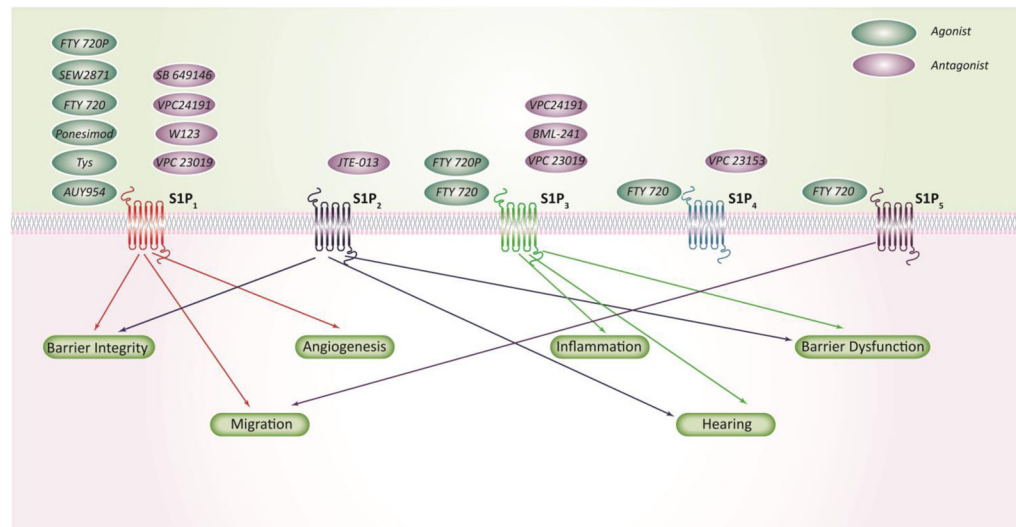 FTY 720P
SEW2871
FTY 720
Ponesimod
Tys
AUY954
SB 649146
VPC24191
W123
VPC 23019
S1P1
JTE-013
S1P2
FTY 720P
FTY 720
VPC24191
BML-241
VPC 23019
S1P3
FTY 720
VPC 23153
S1P4
FTY 720
S1P5
Agonist
Antagonist
Barrier Integrity
Angiogenesis
Inflammation
Barrier Dysfunction
Migration
Hearing